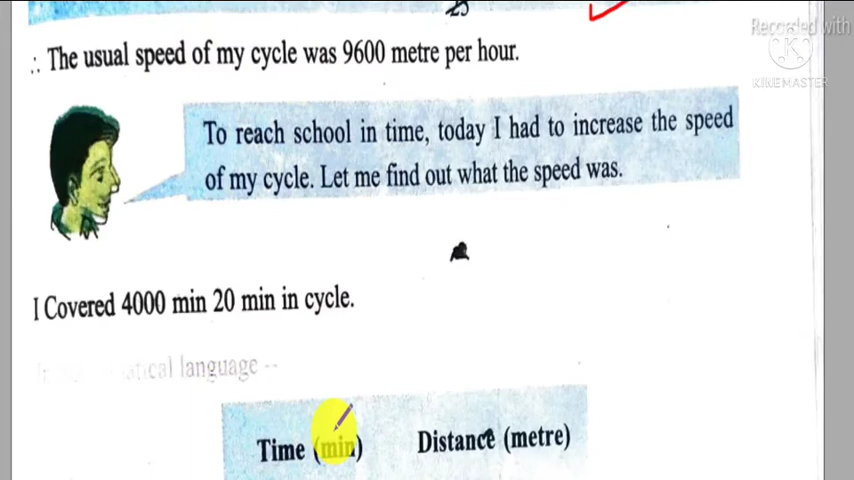 25
∴ The usual speed of my cycle was 9600 metre per hour.
Recorded with
K
KINEMASTER
To reach school in time, today I had to increase the speed
of my cycle. Let me find out what the speed was.
I Covered 4000 min 20 min in cycle.
language --
Time (min) Distance (metre)